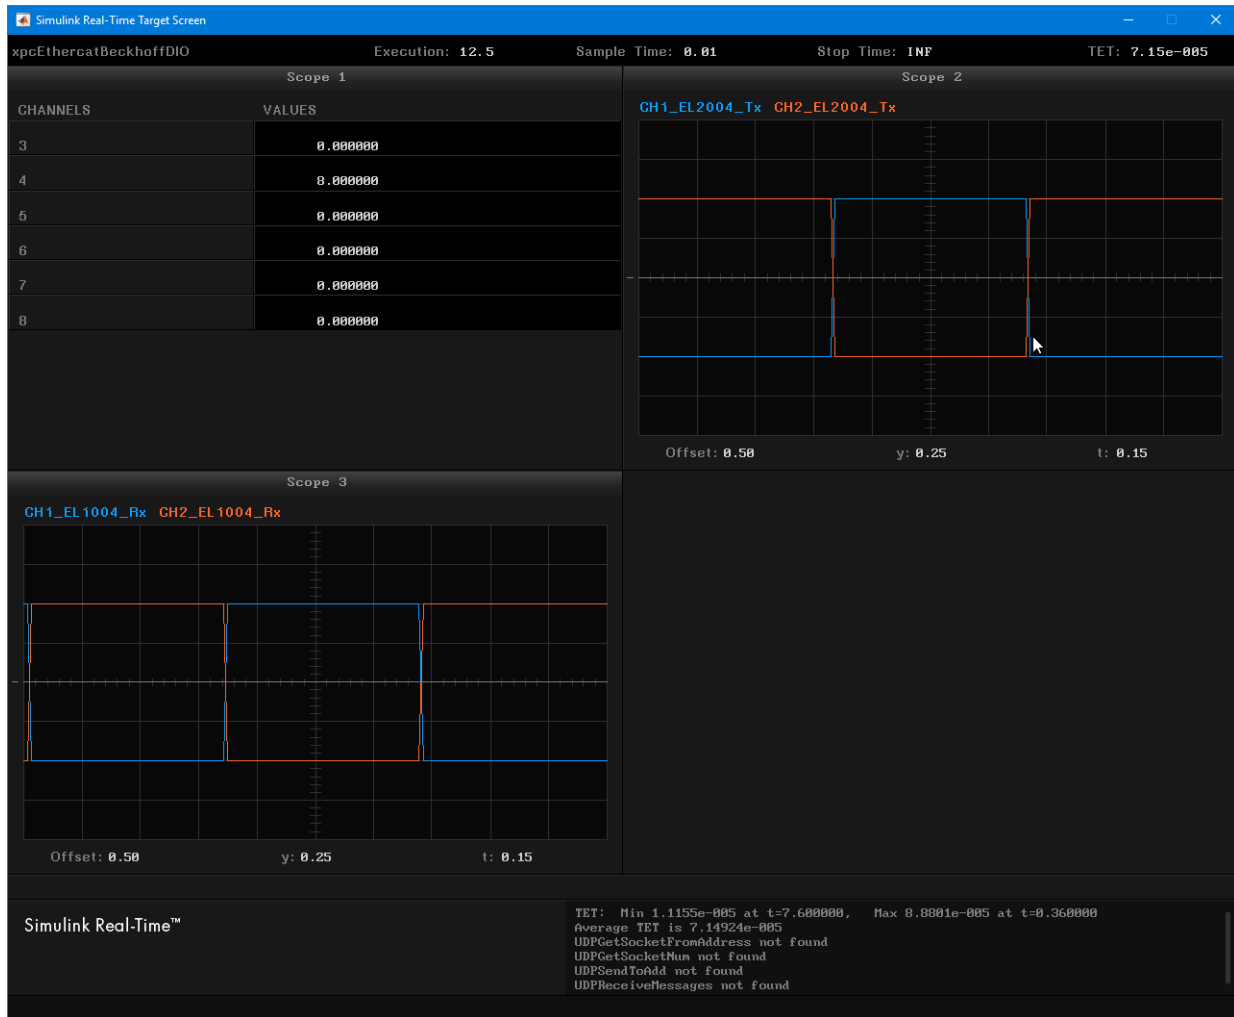 Simulink Real-Time Target Screen
xpcEthercatBeckhoffDIO Execution: 12.5 Sample Time: 0.01 Stop Time: INF TET: 7.15e-005
Scope 1
CHANNELS VALUES
3 0.000000
4 8.000000
5 0.000000
6 0.000000
7 0.000000
8 0.000000
Scope 2
CH1_EL2004_Tx CH2_EL2004_Tx
Offset: 0.50 y: 0.25 t: 0.15
Scope 3
CH1_EL1004_Rx CH2_EL1004_Rx
Offset: 0.50 y: 0.25 t: 0.15
Simulink Real-Time™
TET: Min 1.1155e-005 at t=7.600000, Max 8.8801e-005 at t=0.360000
Average TET is 7.14924e-005
UDPGetSocketFromAddress not found
UDPGetSocketNum not found
UDPSendToAdd not found
UDPReceiveMessages not found